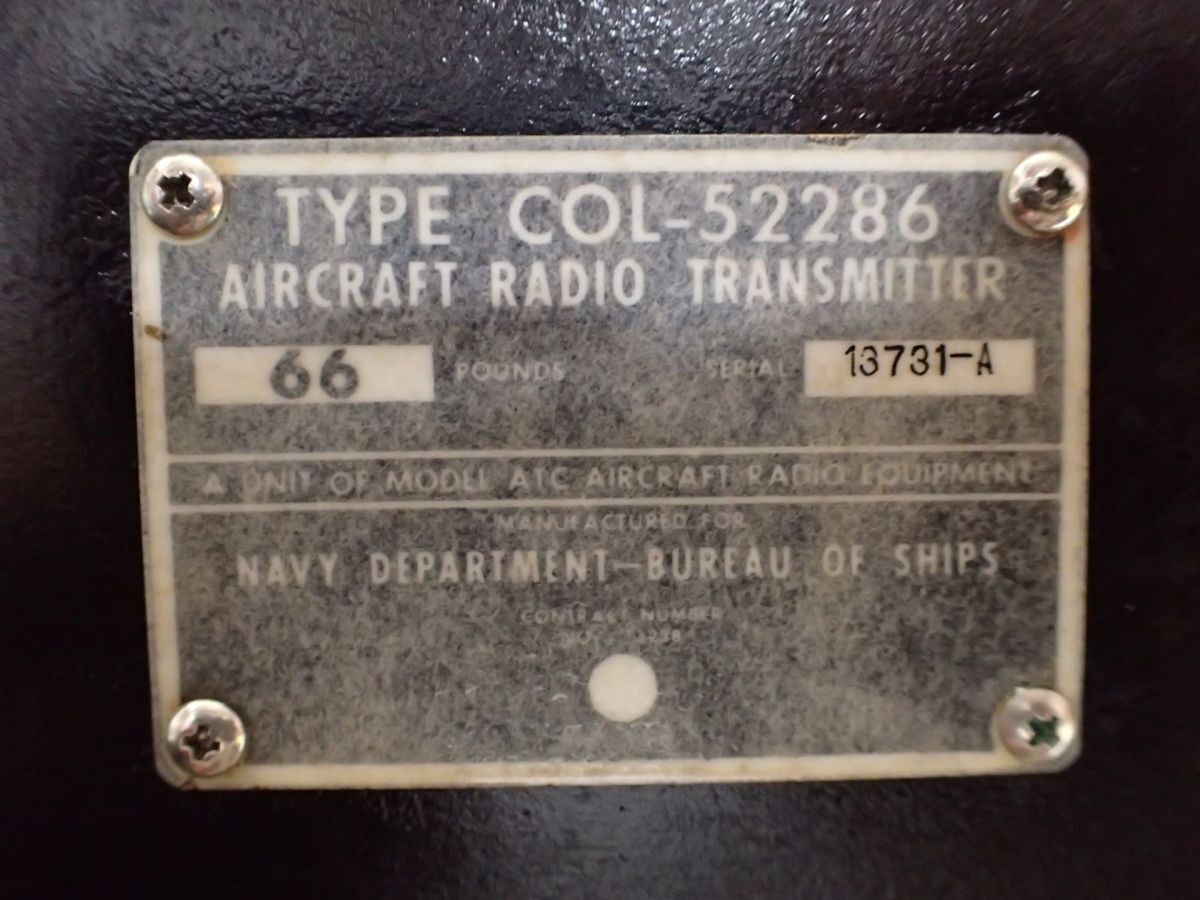 TYPE COL-52286
AIRCRAFT RADIO TRANSMITTER
66 POUNDS SERIAL 13731-A
A UNIT OF MODEL ATC AIRCRAFT RADIO EQUIPMENT
MANUFACTURED FOR
NAVY DEPARTMENT—BUREAU OF SHIPS
CONTRACT NUMBER